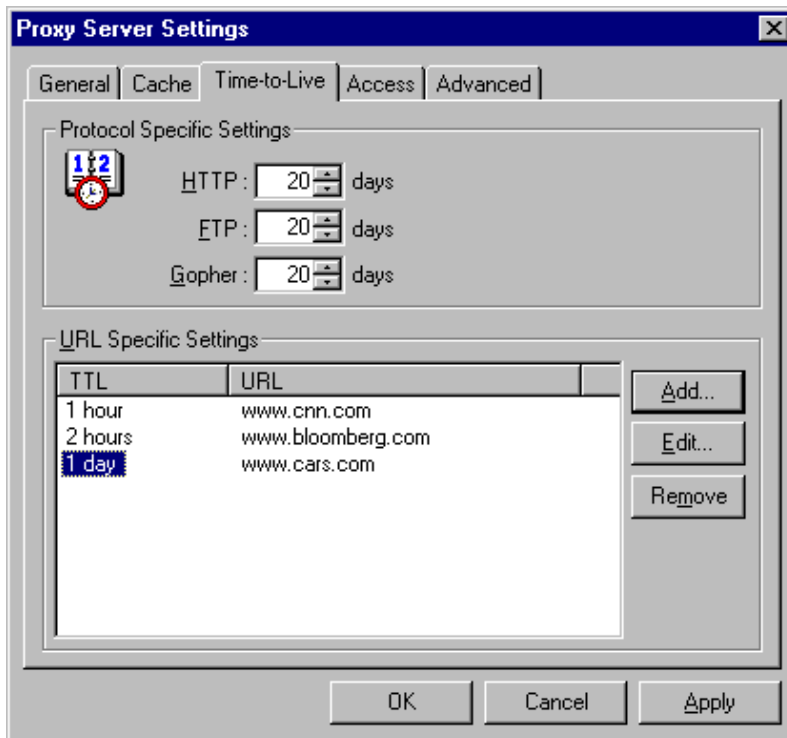 Proxy Server Settings
General Cache Time-to-Live Access Advanced
Protocol Specific Settings
HTTP : 20 days
FTP : 20 days
Gopher : 20 days
URL Specific Settings
TTL URL
1 hour www.cnn.com
2 hours www.bloomberg.com
1 day www.cars.com
Add...
Edit...
Remove
OK Cancel Apply